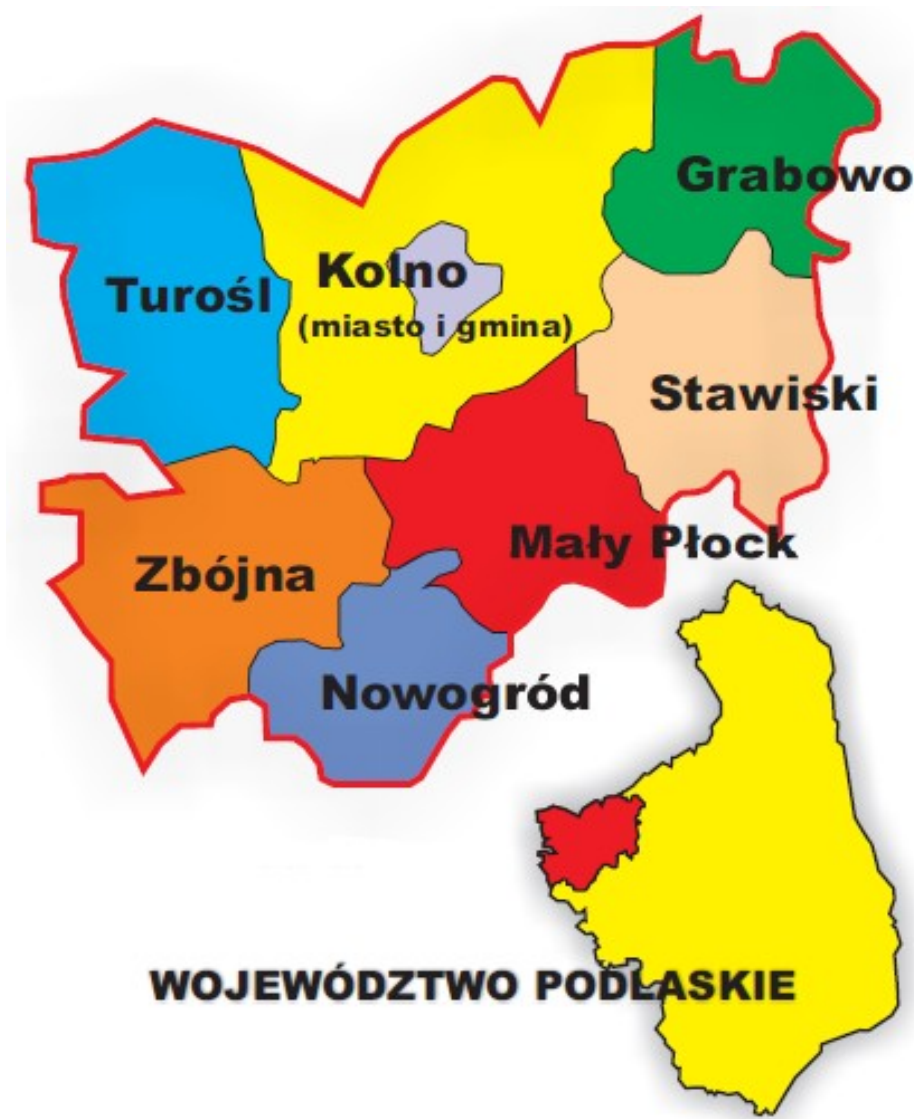 Grabowo
Kolno
Turośl
(miasto i gmina)
Stawiski
Mały Płock
Zbójna
Nowogród
WOJEWÓDZTWO PODLASKIE